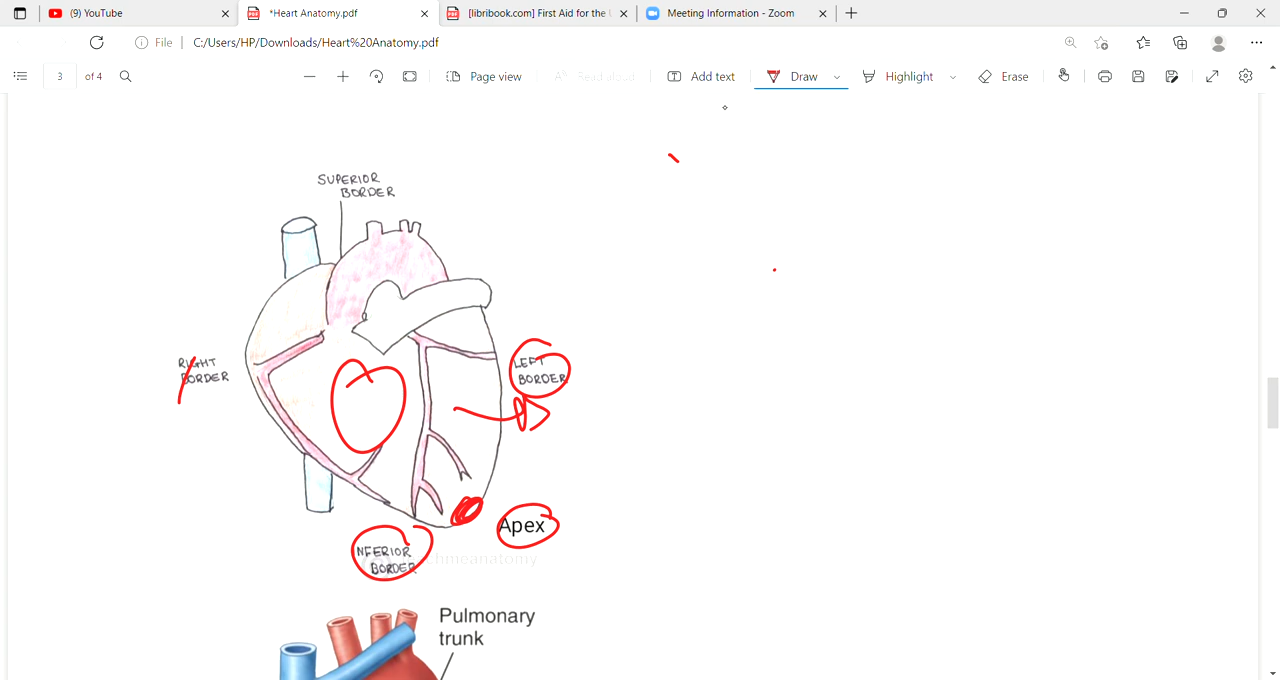 (9) YouTube
*Heart Anatomy.pdf
[libribook.com] First Aid for the
Meeting Information - Zoom
File
C:/Users/HP/Downloads/Heart%20Anatomy.pdf
3 of 4
Page view
Read aloud
Add text
Draw
Highlight
Erase
SUPERIOR
BORDER
RIGHT
BORDER
LEFT
BORDER
Apex
NFERIOR
BORDER
chmeanatomy
Pulmonary
trunk